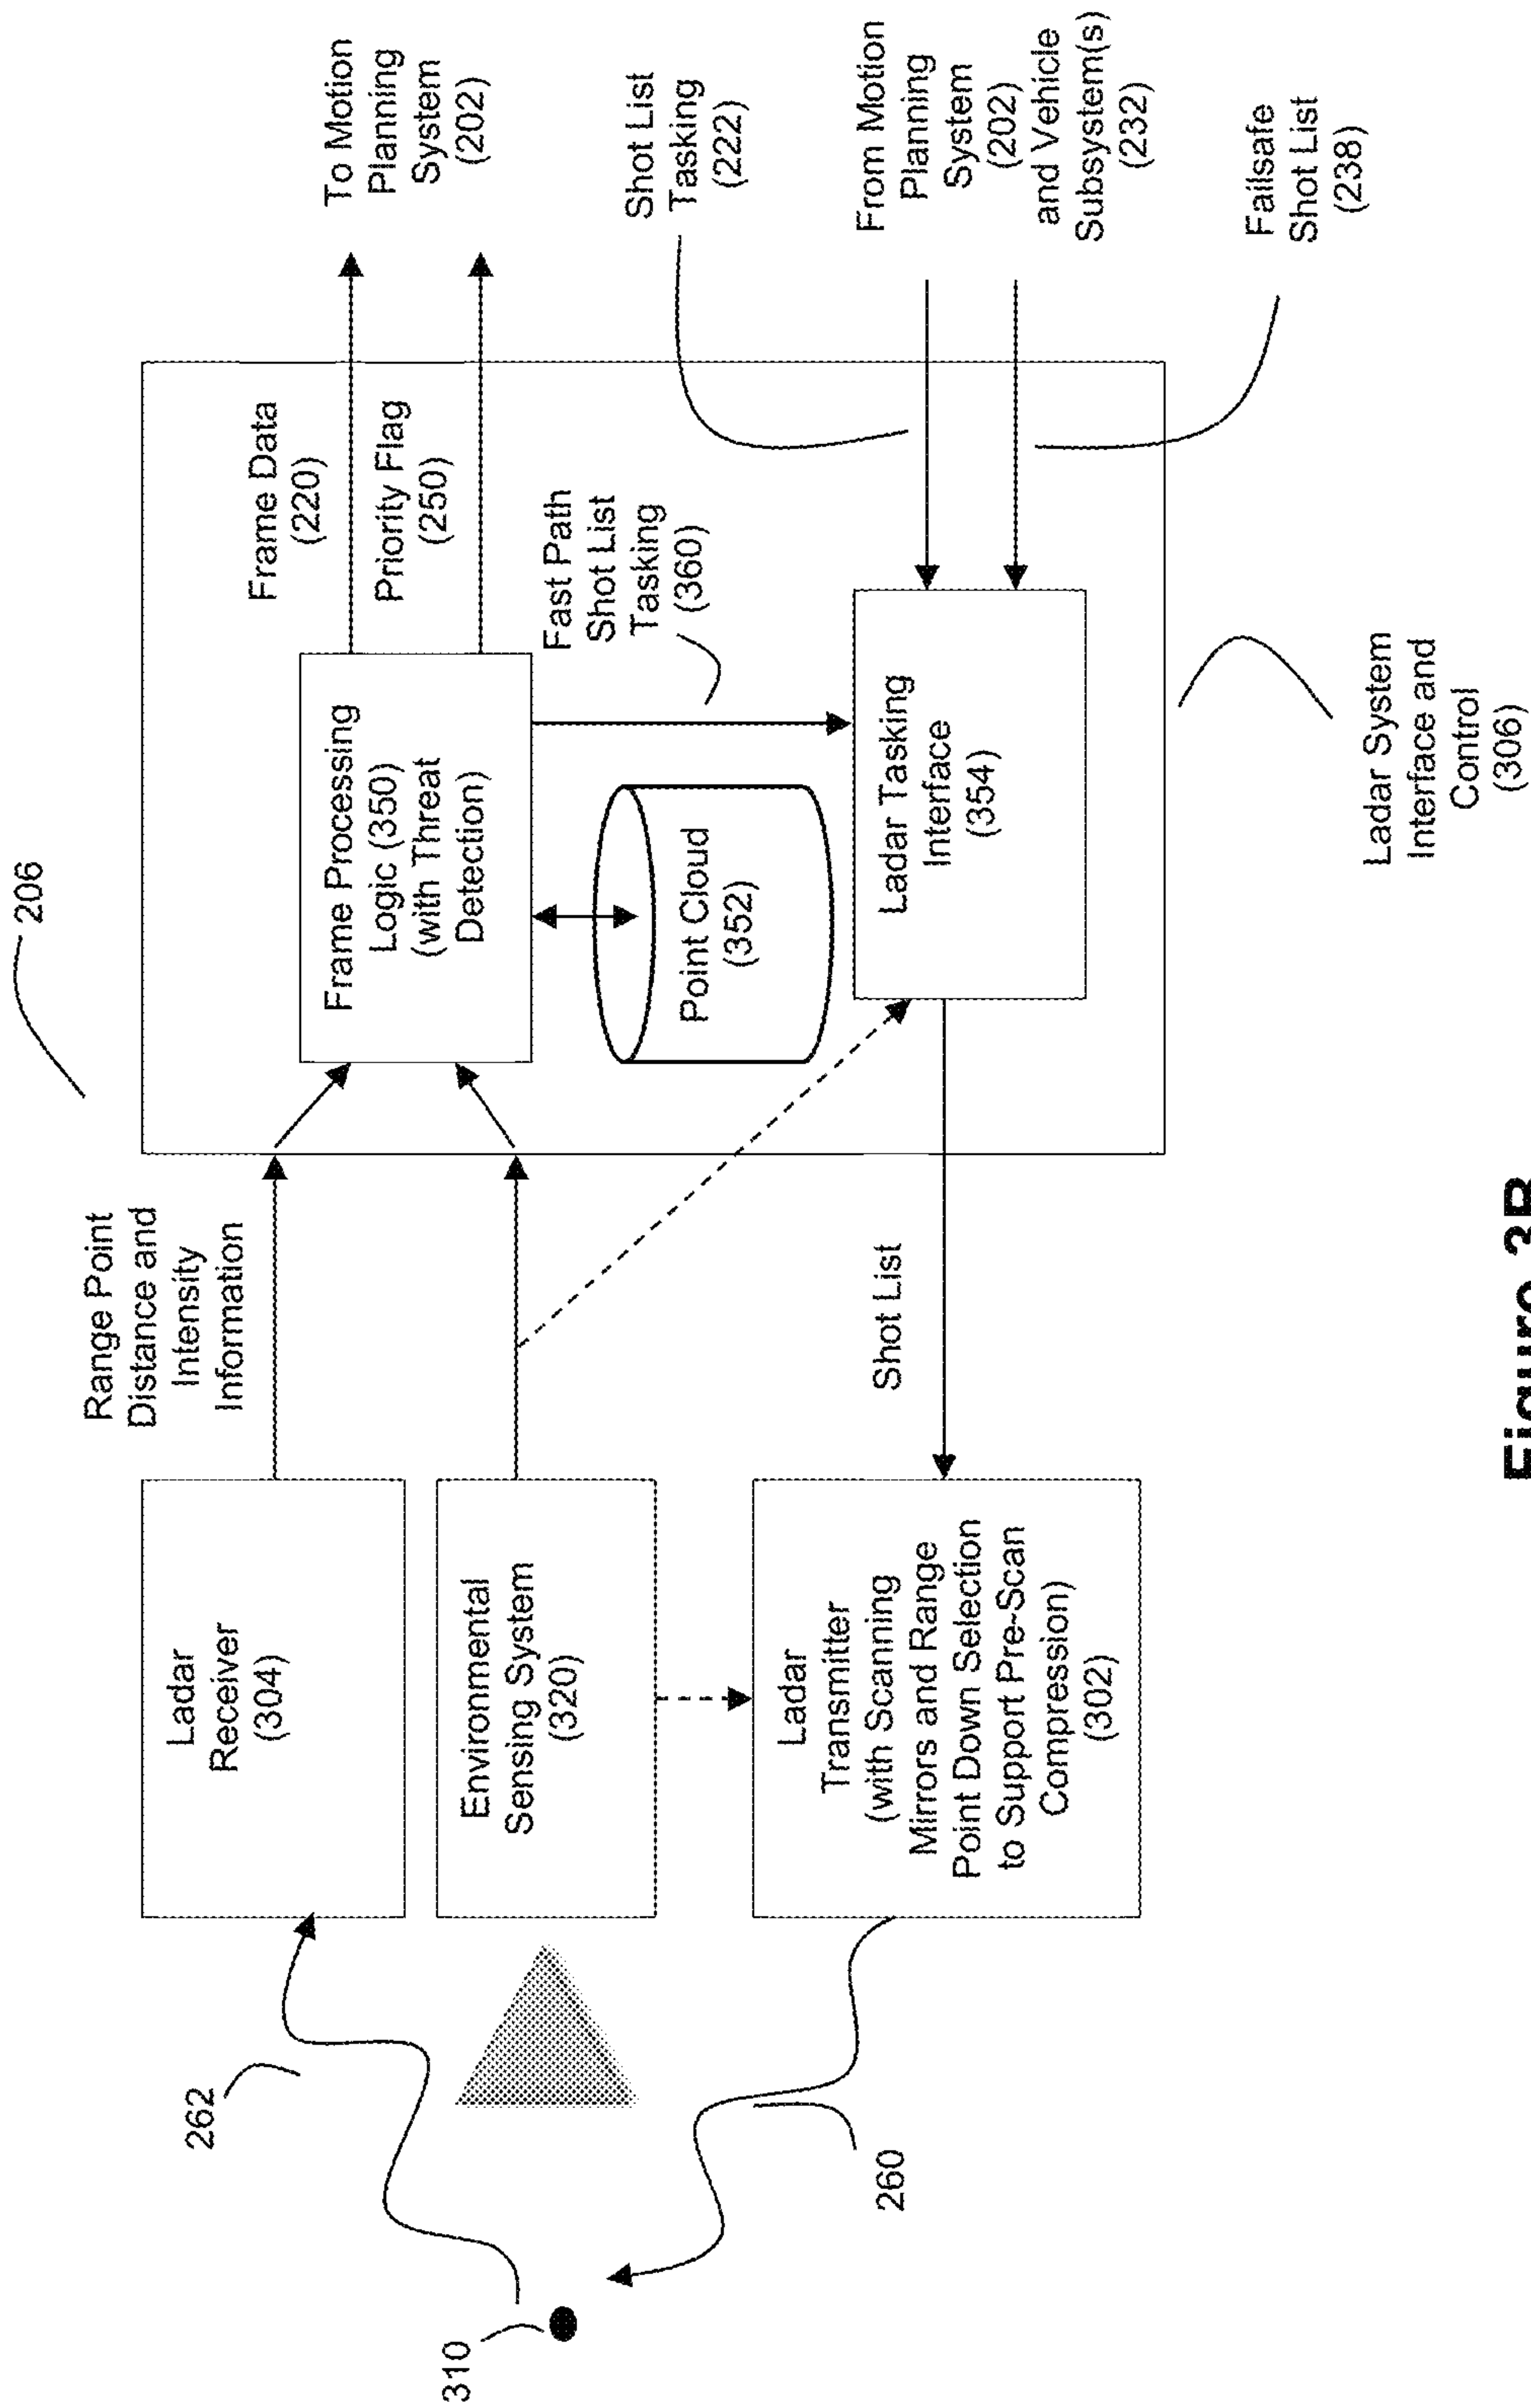 206
Range Point
Distance and
Intensity
Information
Ladar
Receiver
(304)
262
Environmental
Sensing System
(320)
310
260
Ladar
Transmitter
(with Scanning
Mirrors and Range
Point Down Selection
to Support Pre-Scan
Compression)
(302)
Shot List
Frame Processing
Logic (350)
(with Threat
Detection)
Point Cloud
(352)
Ladar Tasking
Interface
(354)
Frame Data
(220)
Priority Flag
(250)
Fast Path
Shot List
Tasking
(360)
To Motion
Planning
System
(202)
Shot List
Tasking
(222)
From Motion
Planning
System
(202)
and Vehicle
Subsystem(s)
(232)
Failsafe
Shot List
(238)
Ladar System
Interface and
Control
(306)
Figure 3B